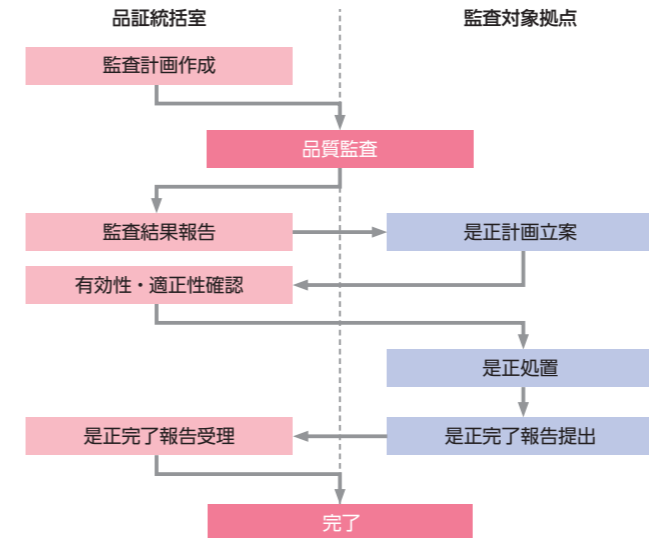 品証統括室
監査対象拠点
監査計画作成
品質監査
監査結果報告
是正計画立案
有効性・適正性確認
是正処置
是正完了報告受理
是正完了報告提出
完了